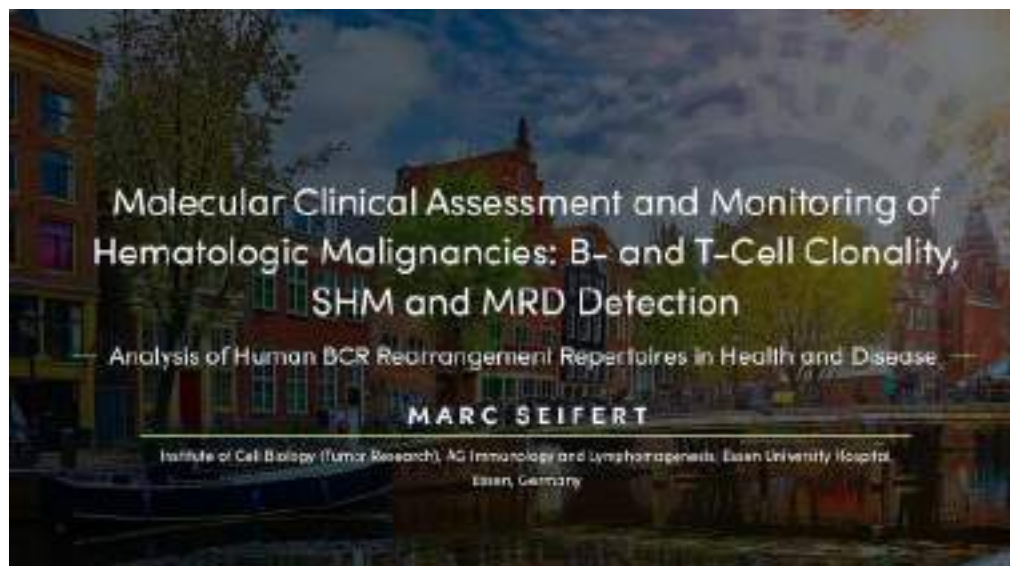 Molecular Clinical Assessment and Monitoring of
Hematologic Malignancies: B- and T-Cell Clonality,
SHM and MRD Detection
Analysis of Human BCR Rearrangement Repertoires in Health and Disease
MARC SEIFERT
Institute of Cell Biology (Tumor Research), AG Immunology and Lymphomagenesis, Essen University Hospital,
Essen, Germany